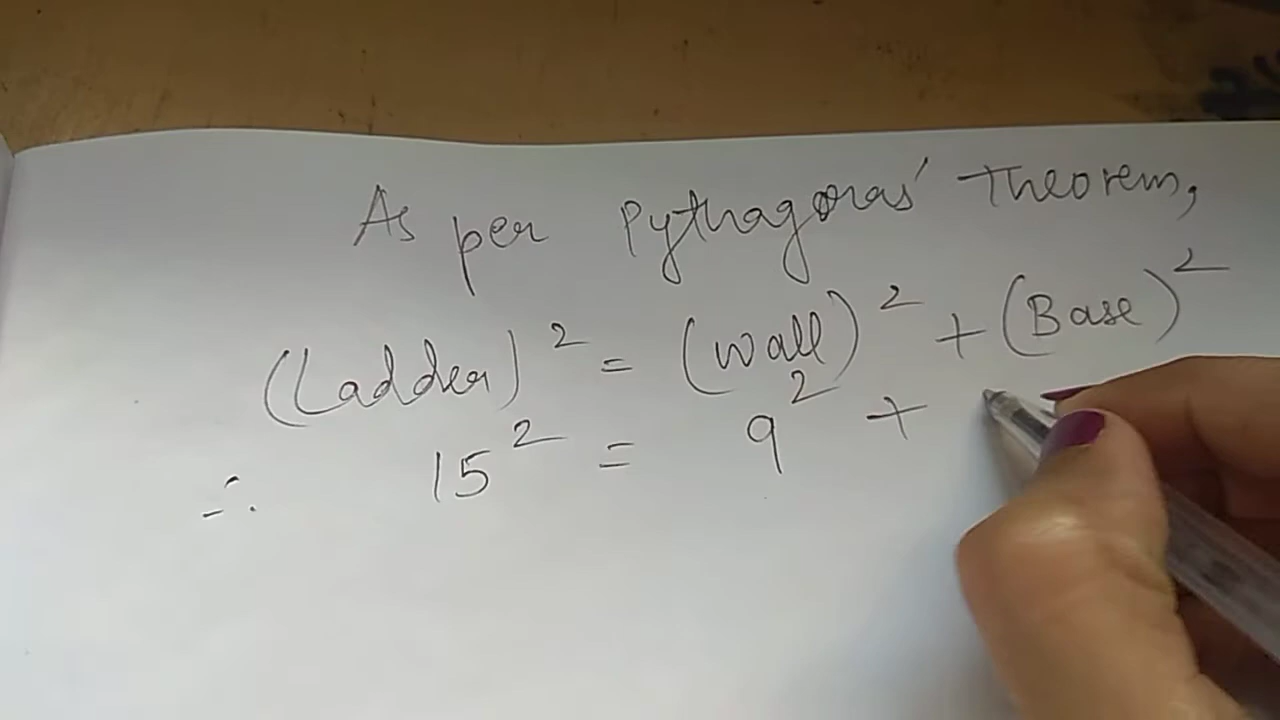 As per Pythagoras' Theorem,
(Ladder)² = (Wall)² + (Base)²
∴ 15² = 9² +